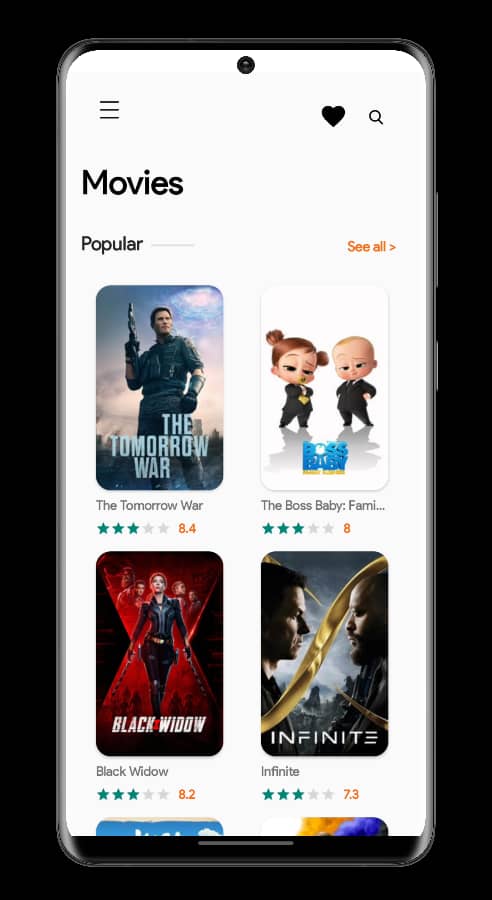 Movies
Popular
See all >
THE
TOMORROW
WAR
BOSS
BABY
The Tomorrow War
The Boss Baby: Fami...
8.4
8
BLACK WIDOW
INFINITE
Black Widow
Infinite
8.2
7.3